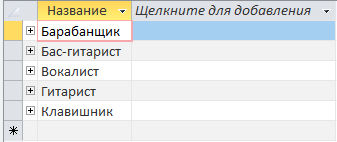 Название Щелкните для добавления
Барабанщик
Бас-гитарист
Вокалист
Гитарист
Клавишник